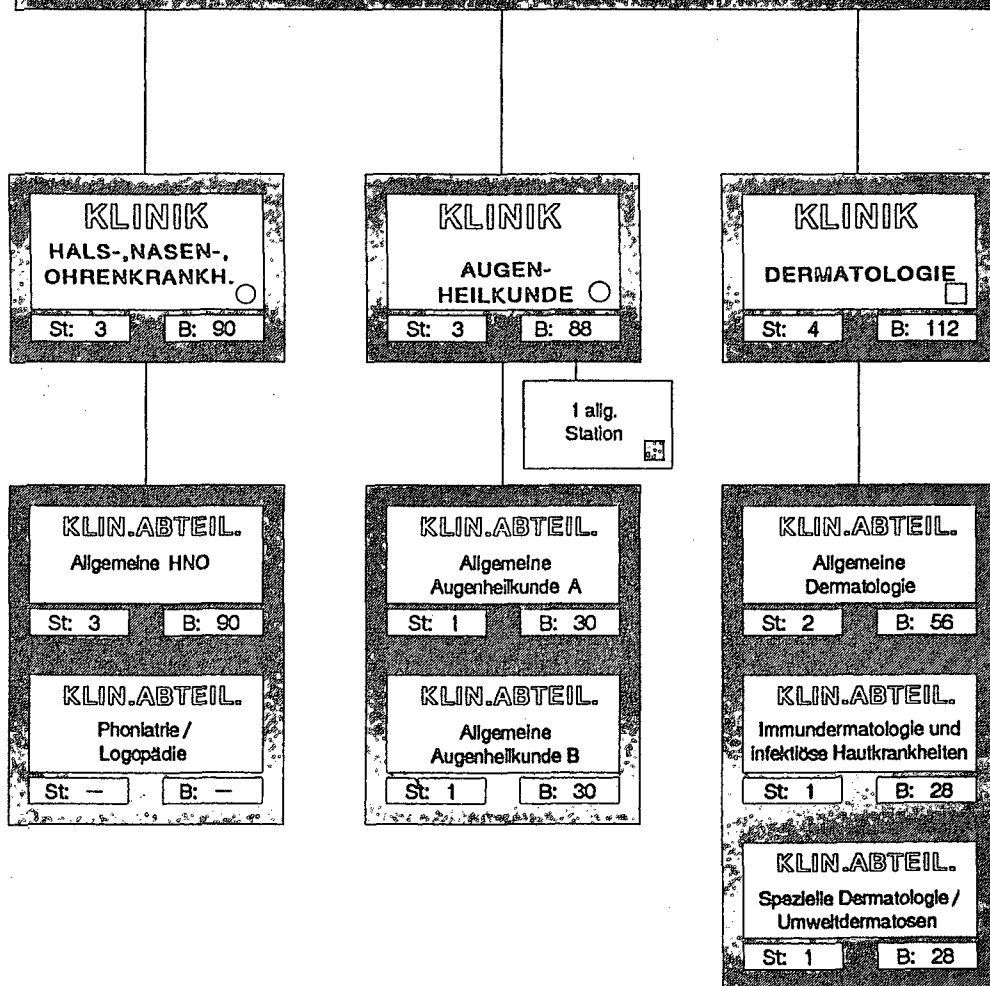 KLINIK
HALS-,NASEN-,
OHRENKRANKH.
St: 3 B: 90
KLINIK
AUGEN-
HEILKUNDE
St: 3 B: 88
KLINIK
DERMATOLOGIE
St: 4 B: 112
1 allg.
Station
KLIN.ABTEIL.
Allgemeine HNO
St: 3 B: 90
KLIN.ABTEIL.
Phoniatrie /
Logopädie
St: — B: —
KLIN.ABTEIL.
Allgemeine
Augenheilkunde A
St: 1 B: 30
KLIN.ABTEIL.
Allgemeine
Augenheilkunde B
St: 1 B: 30
KLIN.ABTEIL.
Allgemeine
Dermatologie
St: 2 B: 56
KLIN.ABTEIL.
Immundermatologie und
infektiöse Hautkrankheiten
St: 1 B: 28
KLIN.ABTEIL.
Spezielle Dermatologie /
Umweltdermatosen
St: 1 B: 28